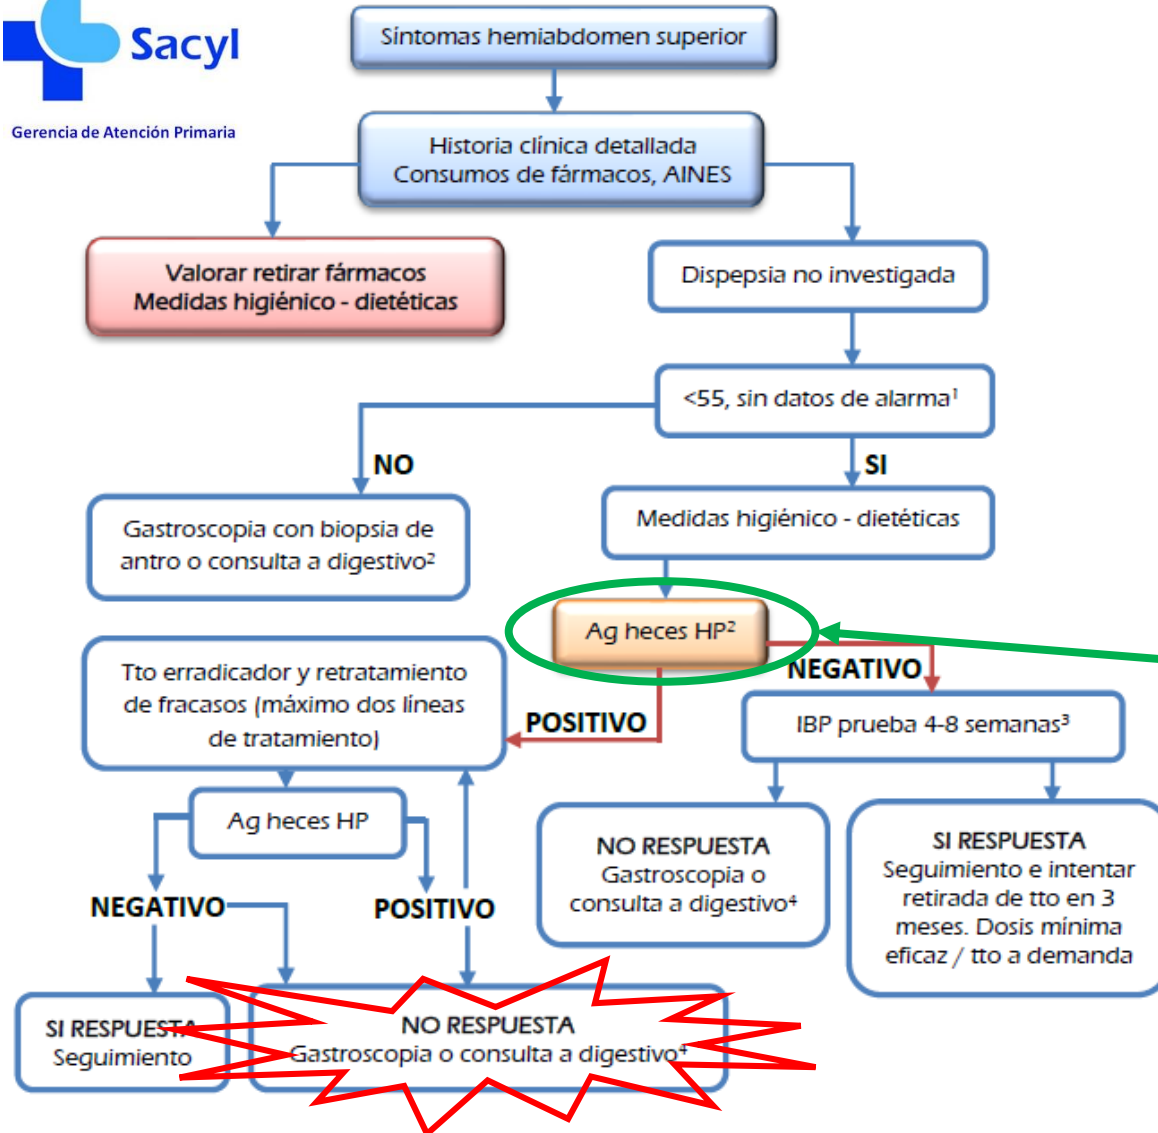 Sacyl
Gerencia de Atención Primaria
Síntomas hemiabdomen superior
Historia clínica detallada
Consumos de fármacos, AINES
Valorar retirar fármacos
Medidas higiénico - dietéticas
Dispepsia no investigada
<55, sin datos de alarma¹
NO
SI
Gastroscopia con biopsia de
antro o consulta a digestivo²
Medidas higiénico - dietéticas
Ag heces HP²
NEGATIVO
POSITIVO
Tto erradicador y retratamiento
de fracasos (máximo dos líneas
de tratamiento)
IBP prueba 4-8 semanas³
Ag heces HP
NEGATIVO
POSITIVO
NO RESPUESTA
Gastroscopia o
consulta a digestivo⁴
SI RESPUESTA
Seguimiento e intentar
retirada de tto en 3
meses. Dosis mínima
eficaz / tto a demanda
SI RESPUESTA
Seguimiento
NO RESPUESTA
Gastroscopia o consulta a digestivo⁴